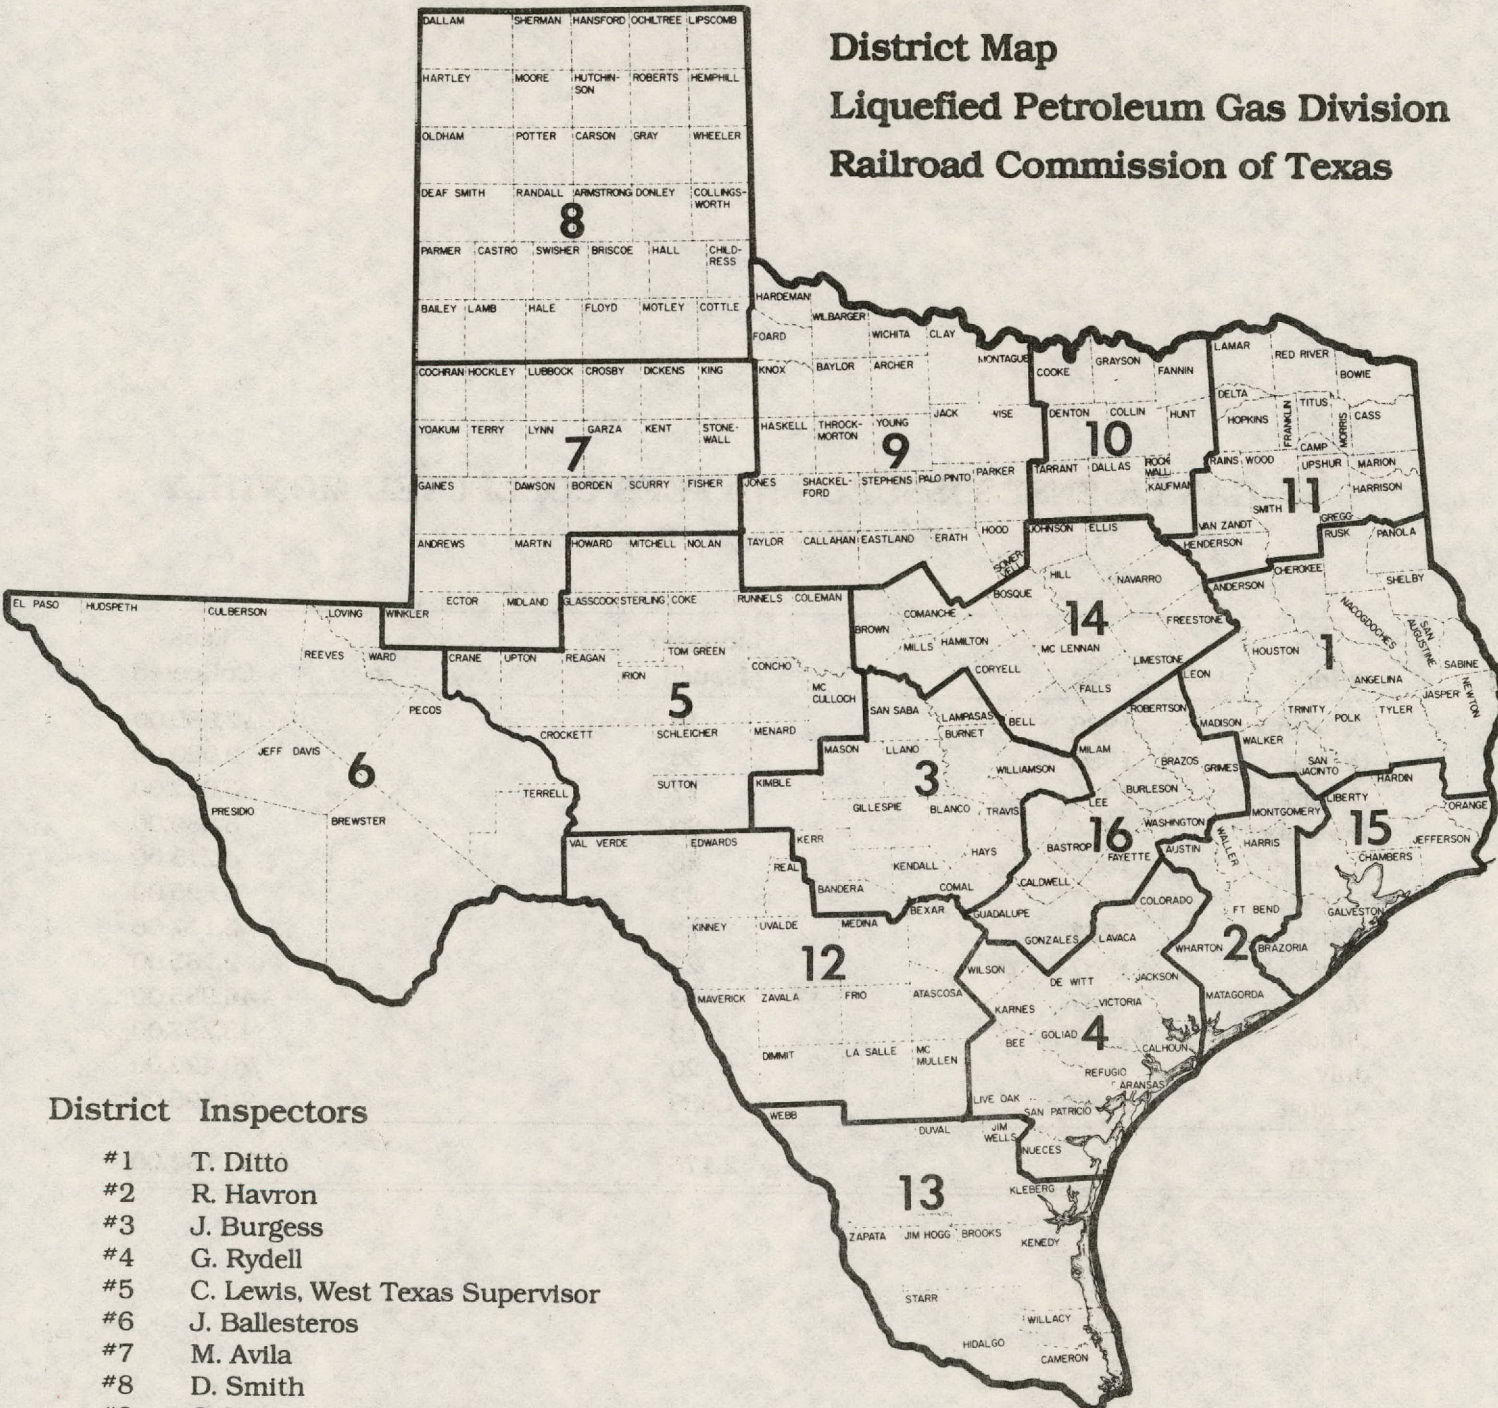 District Map
Liquefied Petroleum Gas Division
Railroad Commission of Texas
DALLAM SHERMAN HANSFORD OCHILTREE LIPSCOMB
HARTLEY MOORE HUTCHIN-
SON ROBERTS HEMPHILL
OLDHAM POTTER CARSON GRAY WHEELER
DEAF SMITH RANDALL ARMSTRONG DONLEY COLLINGS-
WORTH
8
PARMER CASTRO SWISHER BRISCOE HALL CHILD-
RESS
BAILEY LAMB HALE FLOYD MOTLEY COTTLE
COCHRAN HOCKLEY LUBBOCK CROSBY DICKENS KING
YOAKUM TERRY LYNN GARZA KENT STONE-
WALL
7
GAINES DAWSON BORDEN SCURRY FISHER
ANDREWS MARTIN
WINKLER ECTOR MIDLAND
HARDEMAN WILBARGER
FOARD WICHITA CLAY MONTAGUE
KNOX BAYLOR ARCHER
JACK WISE
HASKELL THROCK-
MORTON YOUNG
9
JONES SHACKEL-
FORD STEPHENS PALO PINTO PARKER
TAYLOR CALLAHAN EASTLAND ERATH HOOD
SOMER-
VELL
COOKE GRAYSON FANNIN
DENTON COLLIN HUNT
10
TARRANT DALLAS ROCK
WALL
KAUFMAN
LAMAR RED RIVER BOWIE
DELTA HOPKINS FRANKLIN TITUS MORRIS CASS
CAMP
RAINS WOOD UPSHUR MARION
HARRISON
SMITH 11 GREGG
VAN ZANDT
HENDERSON
RUSK PANOLA
CHEROKEE SHELBY
ANDERSON
NACOGDOCHES
SAN
AUGUSTINE
HOUSTON 1 SABINE
LEON ANGELINA
JASPER NEWTON
MADISON TRINITY POLK TYLER
WALKER
SAN
JACINTO
HARDIN
JOHNSON ELLIS
HILL NAVARRO
BOSQUE
COMANCHE 14 FREESTONE
BROWN
MILLS HAMILTON MC LENNAN
LIMESTONE
CORYELL
FALLS
BELL
HOWARD MITCHELL NOLAN
GLASSCOCK STERLING COKE RUNNELS COLEMAN
CRANE UPTON REAGAN TOM GREEN
IRION CONCHO
5 MC
CULLOCH
CROCKETT SCHLEICHER MENARD
SUTTON
EL PASO HUDSPETH CULBERSON LOVING
REEVES WARD
PECOS
JEFF DAVIS
6
TERRELL
PRESIDIO BREWSTER
SAN SABA LAMPASAS
BURNET
MASON LLANO
3 WILLIAMSON
KIMBLE
GILLESPIE BLANCO TRAVIS
KERR HAYS
KENDALL
BANDERA COMAL
ROBERTSON
MILAM
BRAZOS GRIMES
BURLESON
LEE
WASHINGTON
BASTROP 16
FAYETTE
CALDWELL
GUADALUPE
GONZALES
MONTGOMERY
AUSTIN WALLER HARRIS
COLORADO FT BEND
WHARTON 2
MATAGORDA
LIBERTY ORANGE
15 JEFFERSON
CHAMBERS
GALVESTON
BRAZORIA
VAL VERDE EDWARDS
REAL
BEXAR
KINNEY UVALDE MEDINA
12
MAVERICK ZAVALA FRIO ATASCOSA
DIMMIT LA SALLE MC
MULLEN
WILSON LAVACA
DE WITT JACKSON
KARNES VICTORIA
BEE GOLIAD 4
CALHOUN
REFUGIO
ARANSAS
LIVE OAK
SAN PATRICIO
NUECES
WEBB DUVAL JIM
WELLS
13 KLEBERG
ZAPATA JIM HOGG BROOKS
KENEDY
STARR
WILLACY
HIDALGO
CAMERON
District Inspectors
#1 T. Ditto
#2 R. Havron
#3 J. Burgess
#4 G. Rydell
#5 C. Lewis, West Texas Supervisor
#6 J. Ballesteros
#7 M. Avila
#8 D. Smith